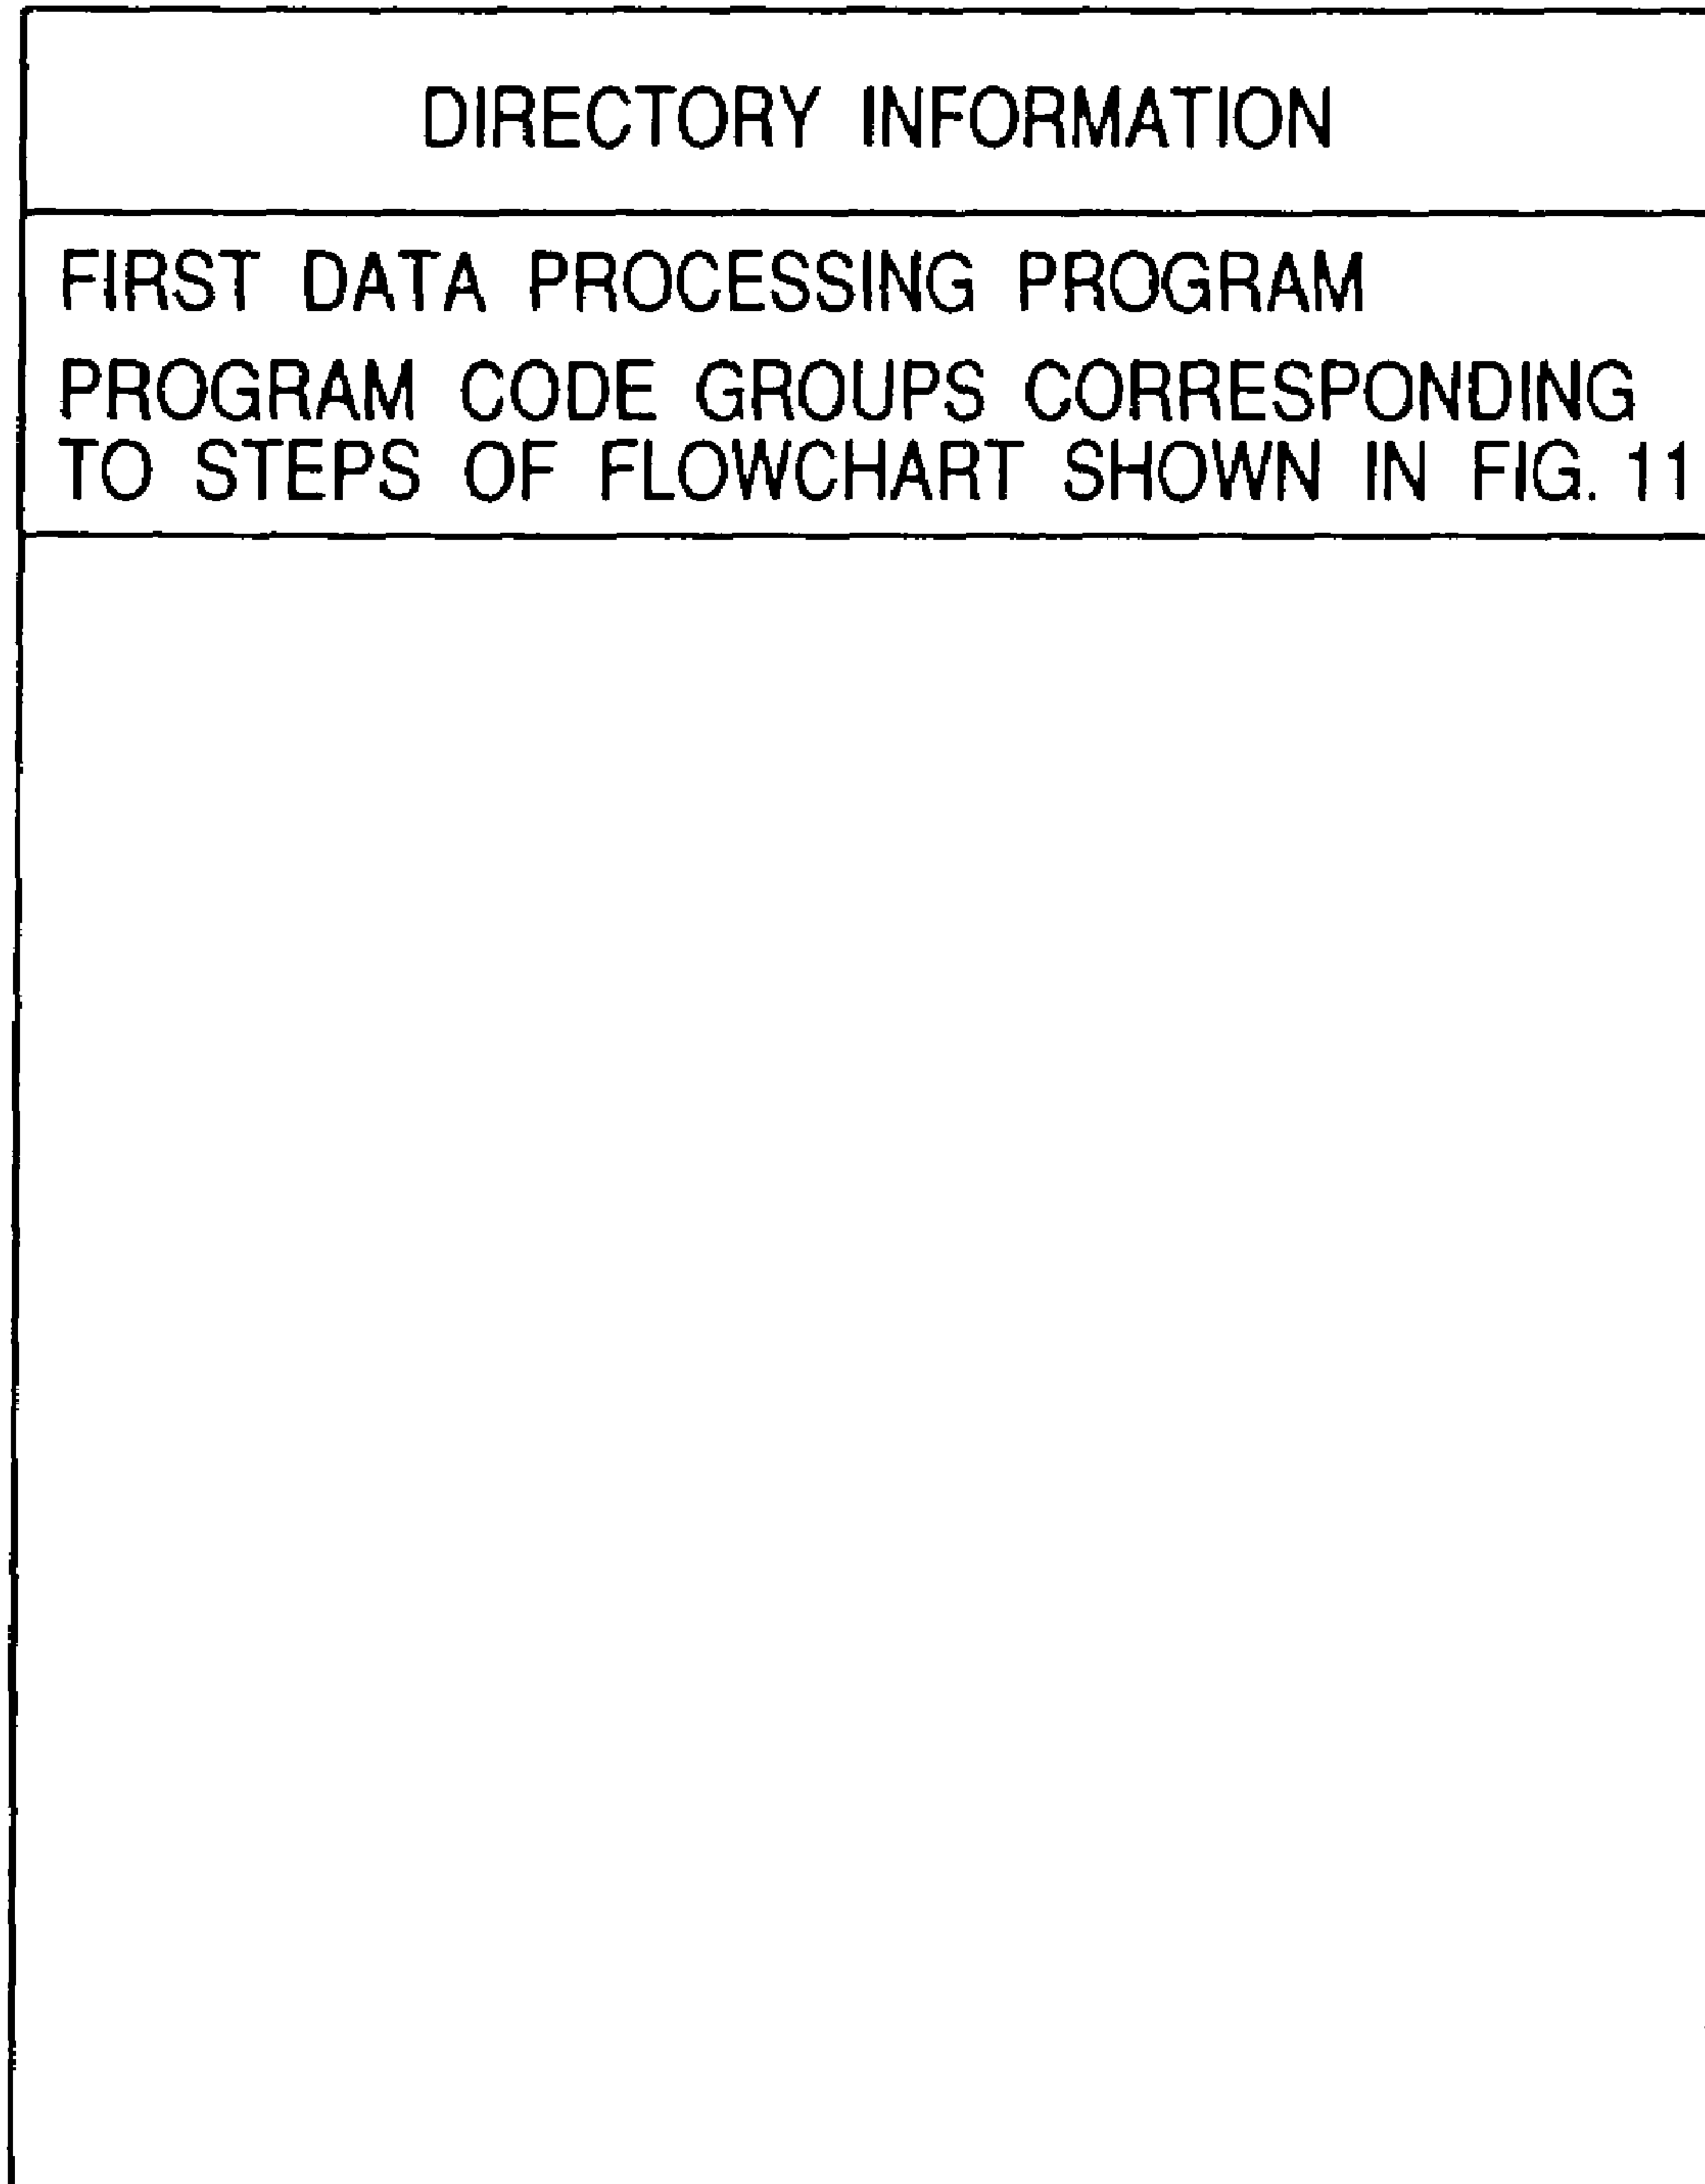 DIRECTORY INFORMATION
FIRST DATA PROCESSING PROGRAM
PROGRAM CODE GROUPS CORRESPONDING
TO STEPS OF FLOWCHART SHOWN IN FIG. 11